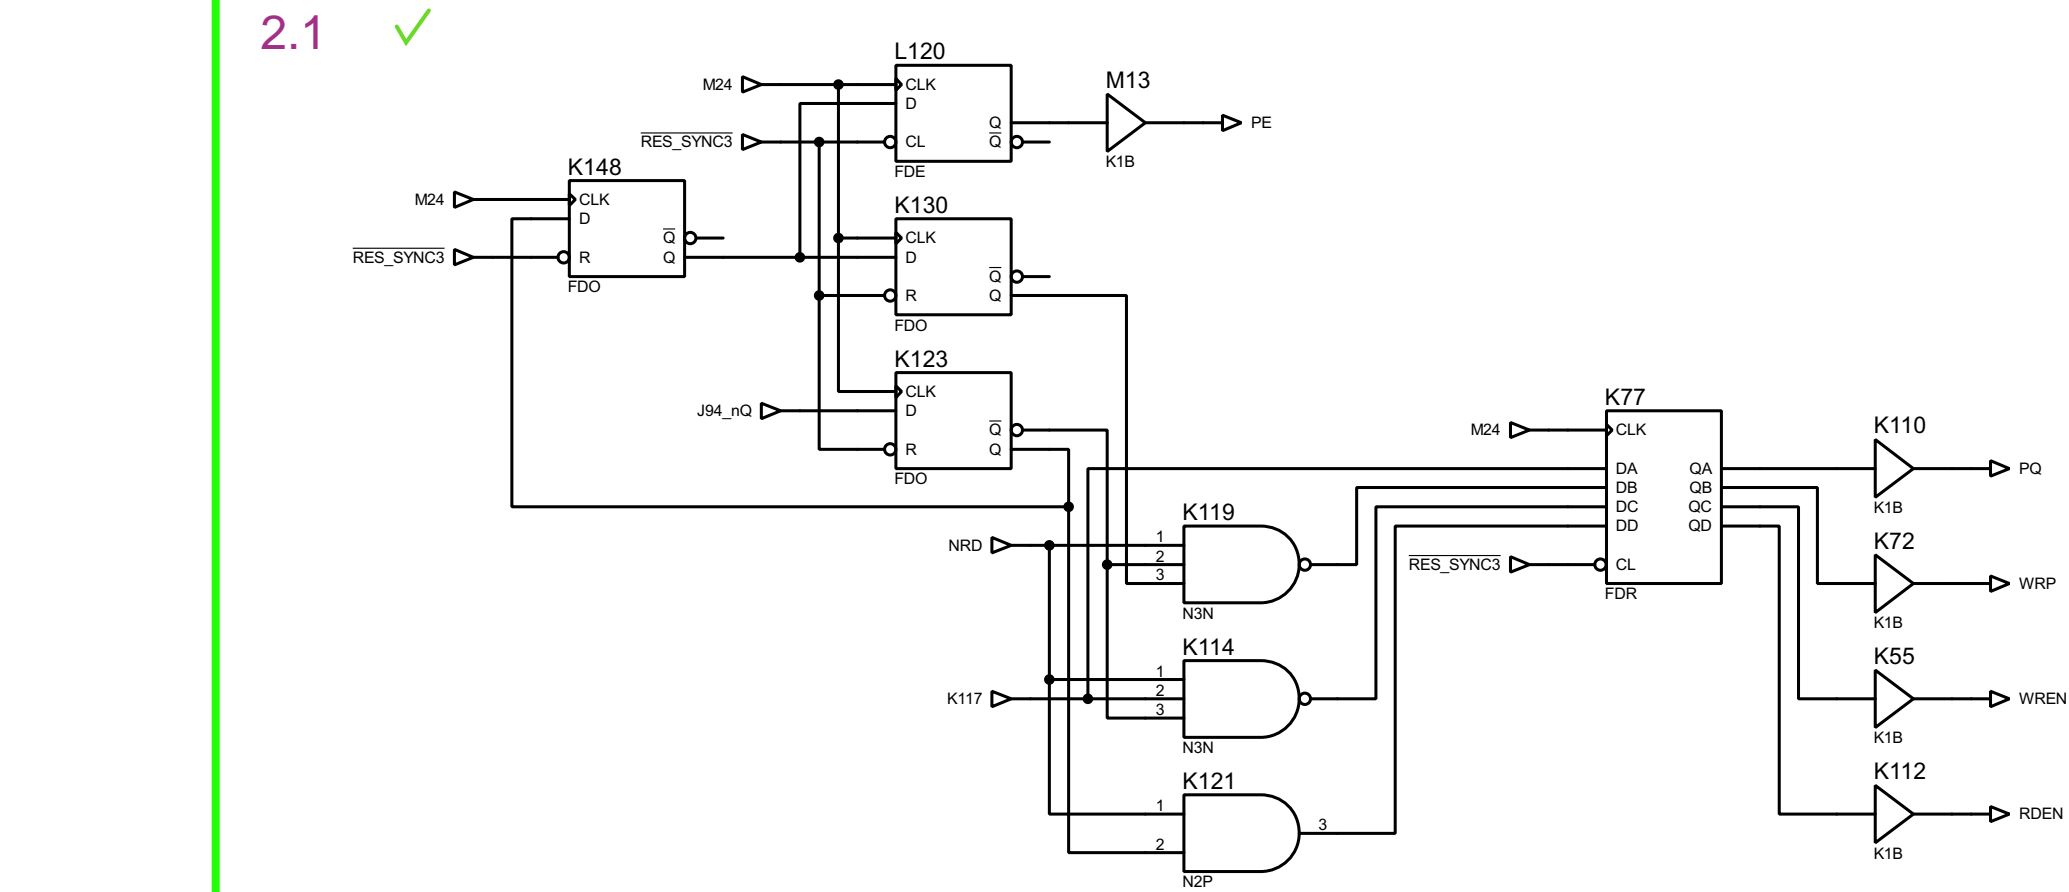 2.1
L120
M24
CLK
D
RES_SYNC3
CL
Q
Q
FDE
M13
K1B
PE
K148
M24
CLK
D
RES_SYNC3
R
Q
Q
FDO
K130
CLK
D
R
Q
Q
FDO
K123
CLK
J94_nQ
D
R
Q
Q
FDO
K77
M24
CLK
DA
DB
DC
DD
RES_SYNC3
CL
QA
QB
QC
QD
FDR
K110
K1B
PQ
K72
K1B
WRP
K55
K1B
WREN
K112
K1B
RDEN
K119
NRD
1
2
3
N3N
K114
K117
1
2
3
N3N
K121
1
2
3
N2P